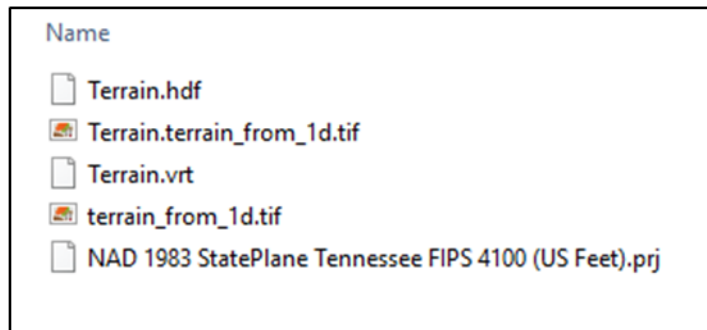 Name
Terrain.hdf
Terrain.terrain_from_1d.tif
Terrain.vrt
terrain_from_1d.tif
NAD 1983 StatePlane Tennessee FIPS 4100 (US Feet).prj